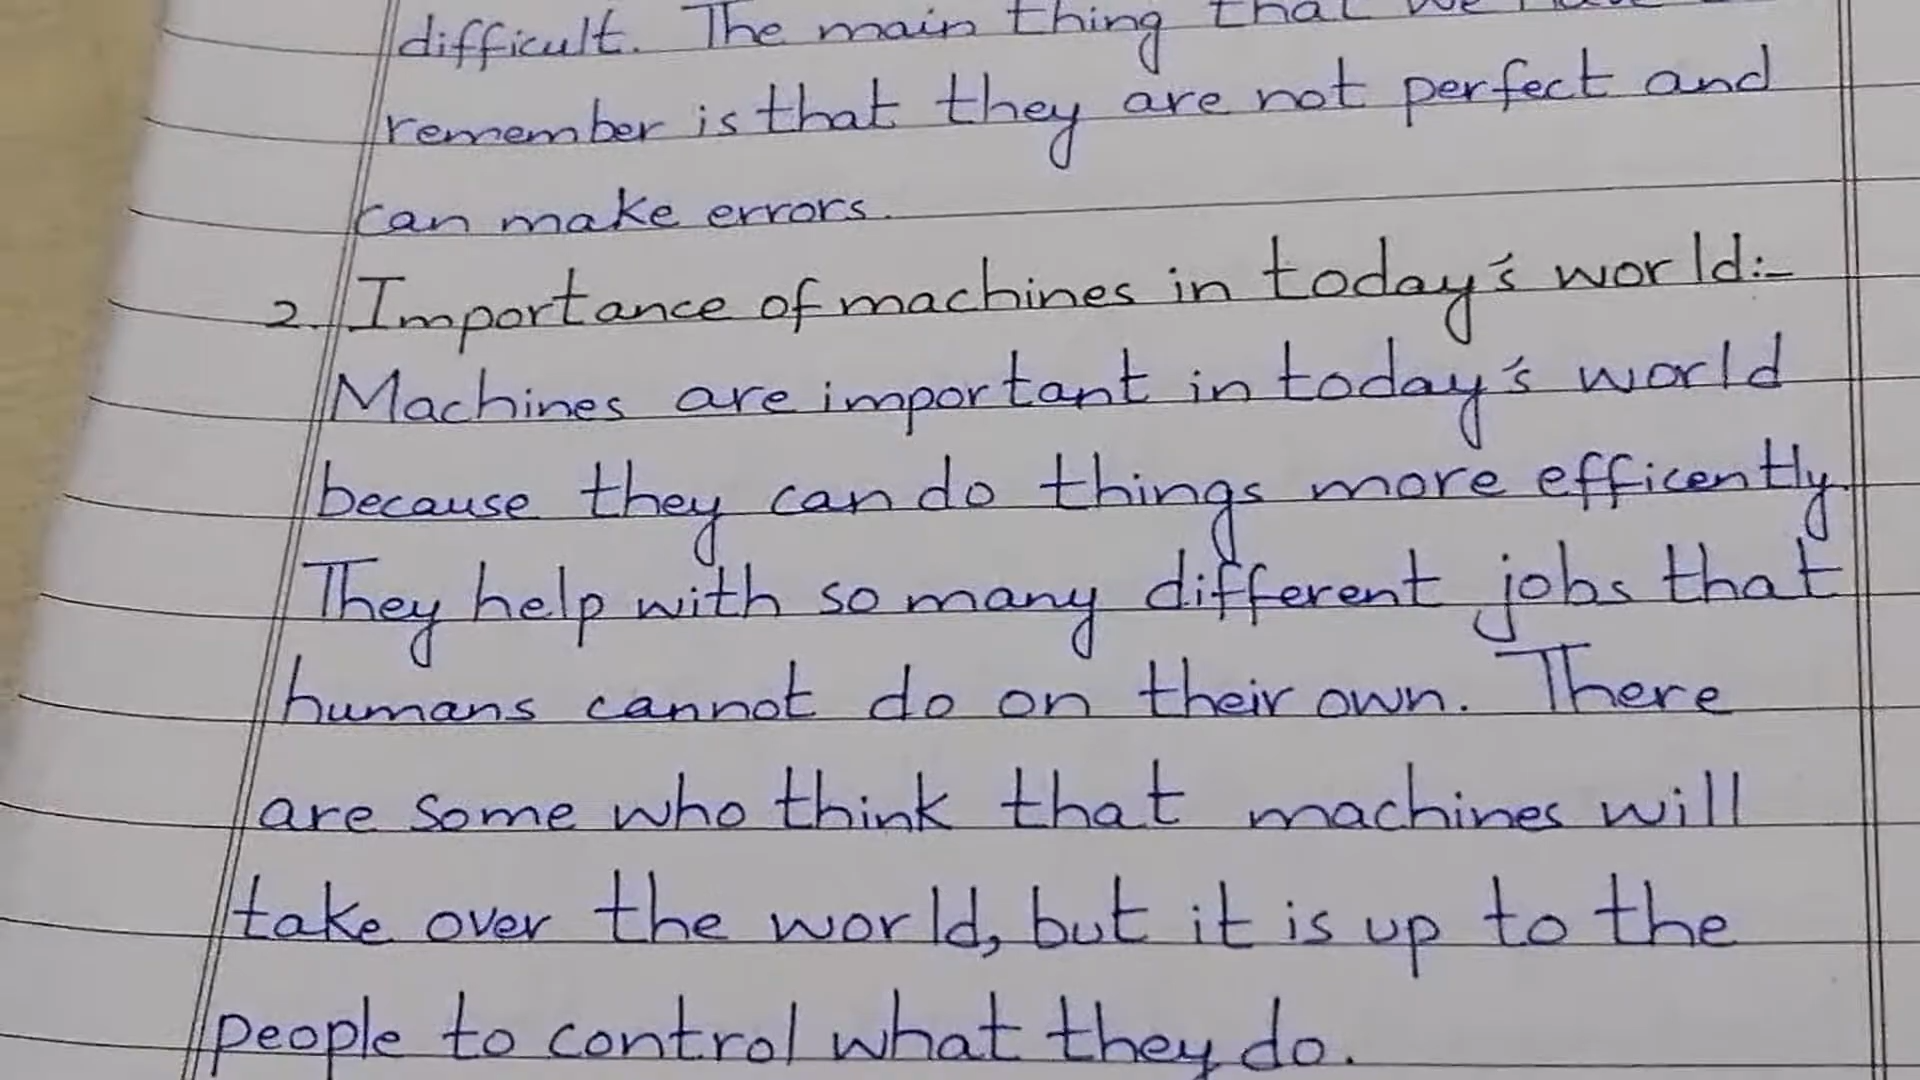 difficult. The main thing that we have
remember is that they are not perfect and
can make errors.
2. Importance of machines in today's world:-
Machines are important in today's world
because they can do things more efficently.
They help with so many different jobs that
humans cannot do on their own. There
are some who think that machines will
take over the world, but it is up to the
people to control what they do.